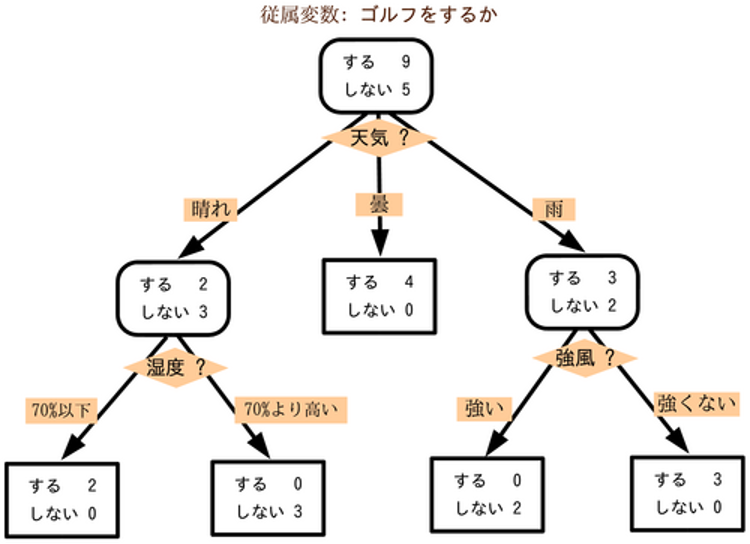 従属変数: ゴルフをするか
する 9
しない 5
天気 ?
晴れ
曇
雨
する 2
しない 3
する 4
しない 0
する 3
しない 2
湿度 ?
強風 ?
70%以下
70%より高い
強い
強くない
する 2
しない 0
する 0
しない 3
する 0
しない 2
する 3
しない 0